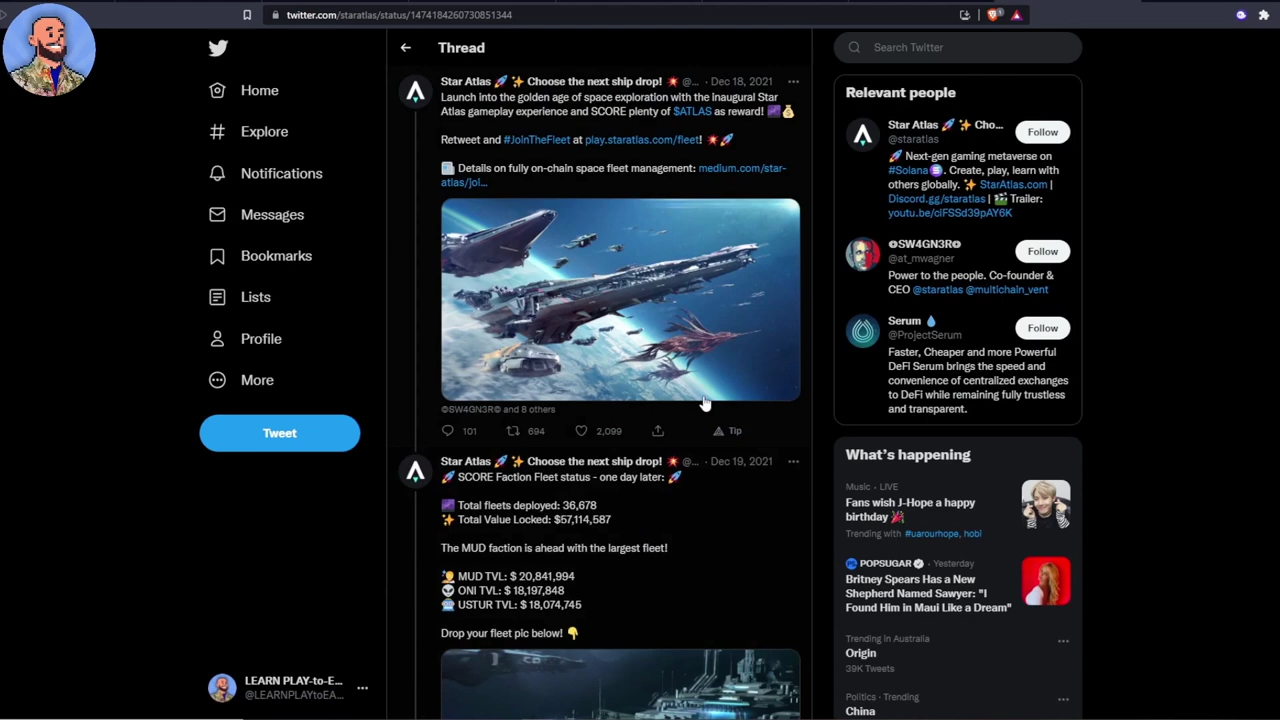 twitter.com/staratlas/status/1474184260730851344
Home
Explore
Notifications
Messages
Bookmarks
Lists
Profile
More
Tweet
LEARN PLAY-to-E...
@LEARNPLAYtoEA...
Thread
Star Atlas 🚀 ✨ Choose the next ship drop! 💥 @... · Dec 18, 2021
Launch into the golden age of space exploration with the inaugural Star
Atlas gameplay experience and SCORE plenty of $ATLAS as reward! 🌌💰
Retweet and #JoinTheFleet at play.staratlas.com/fleet! 💥🚀
📰 Details on fully on-chain space fleet management: medium.com/star-
atlas/joi...
©SW4GN3R© and 8 others
101 694 2,099 Tip
Star Atlas 🚀 ✨ Choose the next ship drop! 💥 @... · Dec 19, 2021
🚀 SCORE Faction Fleet status - one day later: 🚀
🌌 Total fleets deployed: 36,678
✨ Total Value Locked: $57,114,587
The MUD faction is ahead with the largest fleet!
MUD TVL: $ 20,841,994
👽 ONI TVL: $ 18,197,848
🤖 USTUR TVL: $ 18,074,745
Drop your fleet pic below! 👇
Search Twitter
Relevant people
Star Atlas 🚀 ✨ Cho...
@staratlas
Follow
🚀 Next-gen gaming metaverse on
#Solana. Create, play, learn with
others globally. ✨ StarAtlas.com |
Discord.gg/staratlas | 🎬 Trailer:
youtu.be/ciFSSd39pAY6K
©SW4GN3R©
@at_mwagner
Follow
Power to the people. Co-founder &
CEO @staratlas @multichain_vent
Serum 💧
@ProjectSerum
Follow
Faster, Cheaper and more Powerful
DeFi Serum brings the speed and
convenience of centralized exchanges
to DeFi while remaining fully trustless
and transparent.
What's happening
Music · LIVE
Fans wish J-Hope a happy
birthday 🎉
Trending with #uarourhope, hobi
POPSUGAR · Yesterday
Britney Spears Has a New
Shepherd Named Sawyer: "I
Found Him in Maui Like a Dream"
Trending in Australia
Origin
39K Tweets
Politics · Trending
China